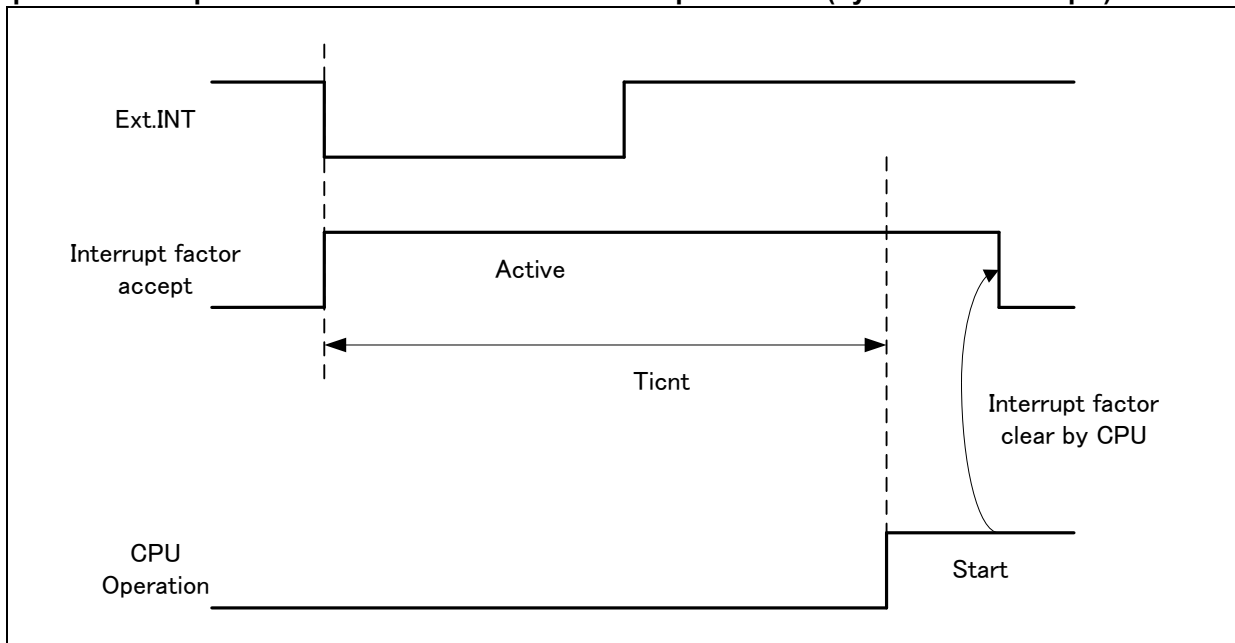 Ext.INT
Interrupt factor
accept
Active
Ticnt
Interrupt factor
clear by CPU
CPU
Operation
Start